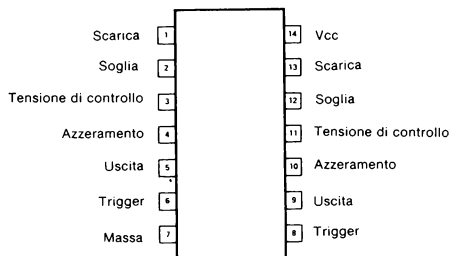 Scarica 1 14 Vcc
Soglia 2 13 Scarica
Tensione di controllo 3 12 Soglia
Azzeramento 4 11 Tensione di controllo
Uscita 5 10 Azzeramento
Trigger 6 9 Uscita
Massa 7 8 Trigger